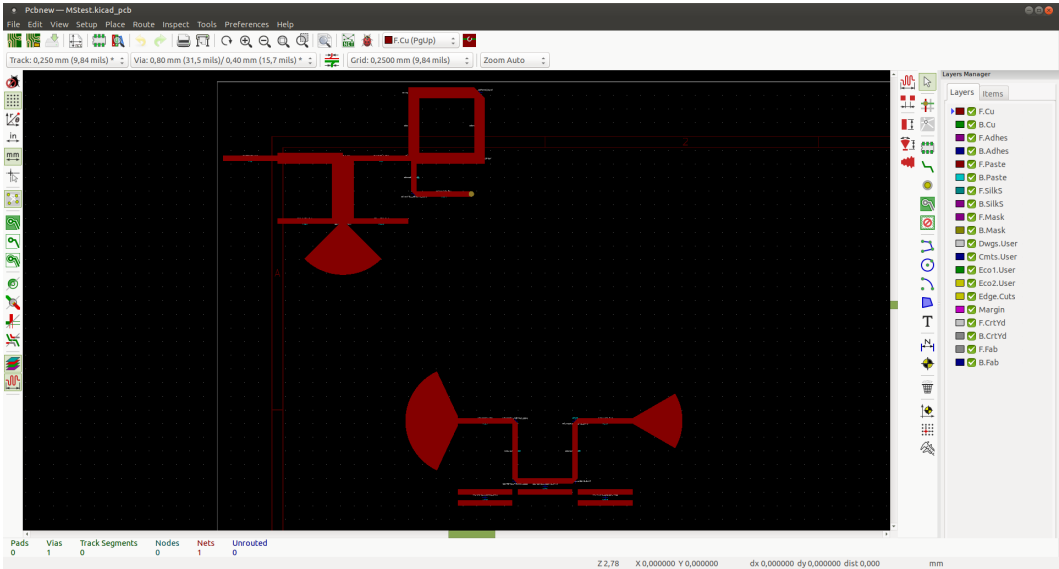 Pcbnew — MStest.kicad_pcb
File Edit View Setup Place Route Inspect Tools Preferences Help
NET
F.Cu (PgUp)
Track: 0,250 mm (9,84 mils) *
Via: 0,80 mm (31,5 mils)/ 0,40 mm (15,7 mils) *
Grid: 0,2500 mm (9,84 mils)
Zoom Auto
in
mm
2
A
Layers Manager
Layers Items
F.Cu
B.Cu
F.Adhes
B.Adhes
F.Paste
B.Paste
F.SilkS
B.SilkS
F.Mask
B.Mask
Dwgs.User
Cmts.User
Eco1.User
Eco2.User
Edge.Cuts
Margin
F.CrtYd
B.CrtYd
F.Fab
B.Fab
T
N
Pads Vias Track Segments Nodes Nets Unrouted
0 1 0 0 1 0
Z 2,78 X 0,000000 Y 0,000000 dx 0,000000 dy 0,000000 dist 0,000 mm